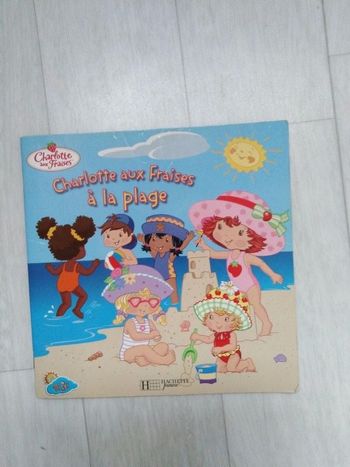 Charlotte
aux Fraises
Charlotte aux Fraises
à la plage
H HACHETTE
Jeunesse